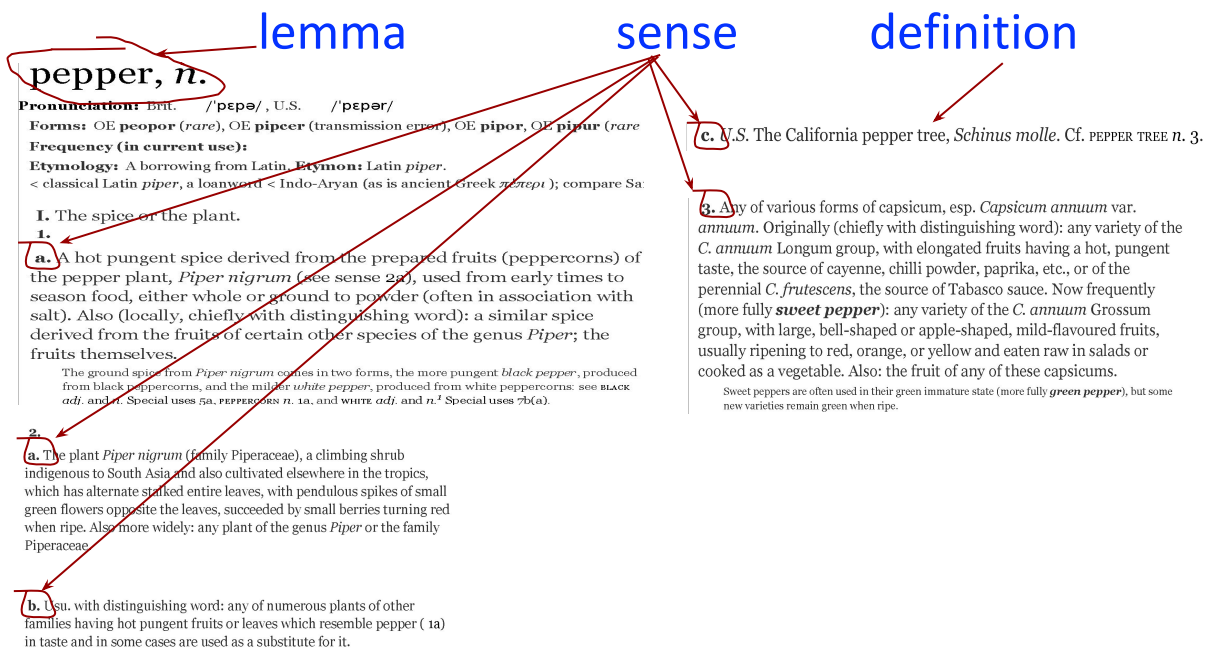 lemma sense definition
pepper, n.
Pronunciation: Brit. /ˈpɛpə/ , U.S. /ˈpɛpər/
Forms: OE peopor (rare), OE pipcer (transmission error), OE pipor, OE pipur (rare
Frequency (in current use):
Etymology: A borrowing from Latin. Etymon: Latin piper.
< classical Latin piper, a loanword < Indo-Aryan (as is ancient Greek πέπερι ); compare Sa
I. The spice or the plant.
1.
a. A hot pungent spice derived from the prepared fruits (peppercorns) of
the pepper plant, Piper nigrum (see sense 2a), used from early times to
season food, either whole or ground to powder (often in association with
salt). Also (locally, chiefly with distinguishing word): a similar spice
derived from the fruits of certain other species of the genus Piper; the
fruits themselves.
The ground spice from Piper nigrum comes in two forms, the more pungent black pepper, produced
from black peppercorns, and the milder white pepper, produced from white peppercorns: see BLACK
adj. and n. Special uses 5a, PEPPERCORN n. 1a, and WHITE adj. and n.¹ Special uses 7b(a).
2.
a. The plant Piper nigrum (family Piperaceae), a climbing shrub
indigenous to South Asia and also cultivated elsewhere in the tropics,
which has alternate stalked entire leaves, with pendulous spikes of small
green flowers opposite the leaves, succeeded by small berries turning red
when ripe. Also more widely: any plant of the genus Piper or the family
Piperaceae.
b. Usu. with distinguishing word: any of numerous plants of other
families having hot pungent fruits or leaves which resemble pepper ( 1a)
in taste and in some cases are used as a substitute for it.
c. U.S. The California pepper tree, Schinus molle. Cf. PEPPER TREE n. 3.
3. Any of various forms of capsicum, esp. Capsicum annuum var.
annuum. Originally (chiefly with distinguishing word): any variety of the
C. annuum Longum group, with elongated fruits having a hot, pungent
taste, the source of cayenne, chilli powder, paprika, etc., or of the
perennial C. frutescens, the source of Tabasco sauce. Now frequently
(more fully sweet pepper): any variety of the C. annuum Grossum
group, with large, bell-shaped or apple-shaped, mild-flavoured fruits,
usually ripening to red, orange, or yellow and eaten raw in salads or
cooked as a vegetable. Also: the fruit of any of these capsicums.
Sweet peppers are often used in their green immature state (more fully green pepper), but some
new varieties remain green when ripe.